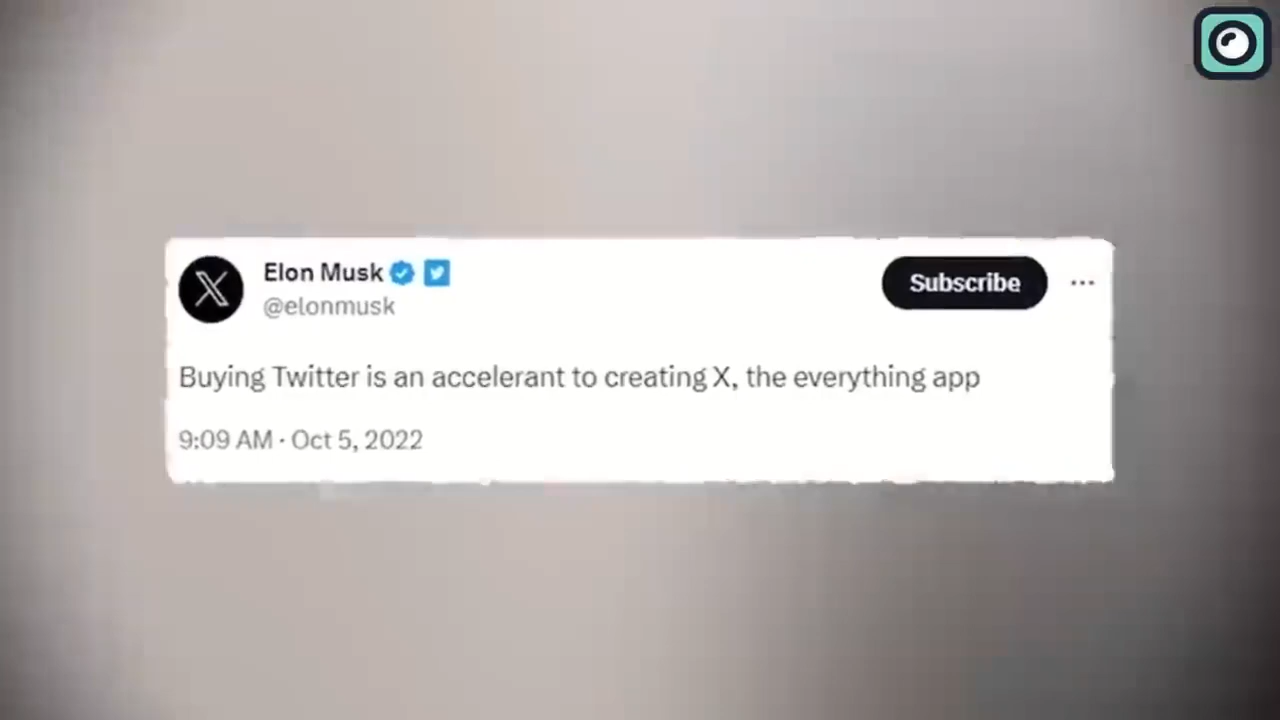 Elon Musk
Subscribe
@elonmusk
Buying Twitter is an accelerant to creating X, the everything app
9:09 AM · Oct 5, 2022